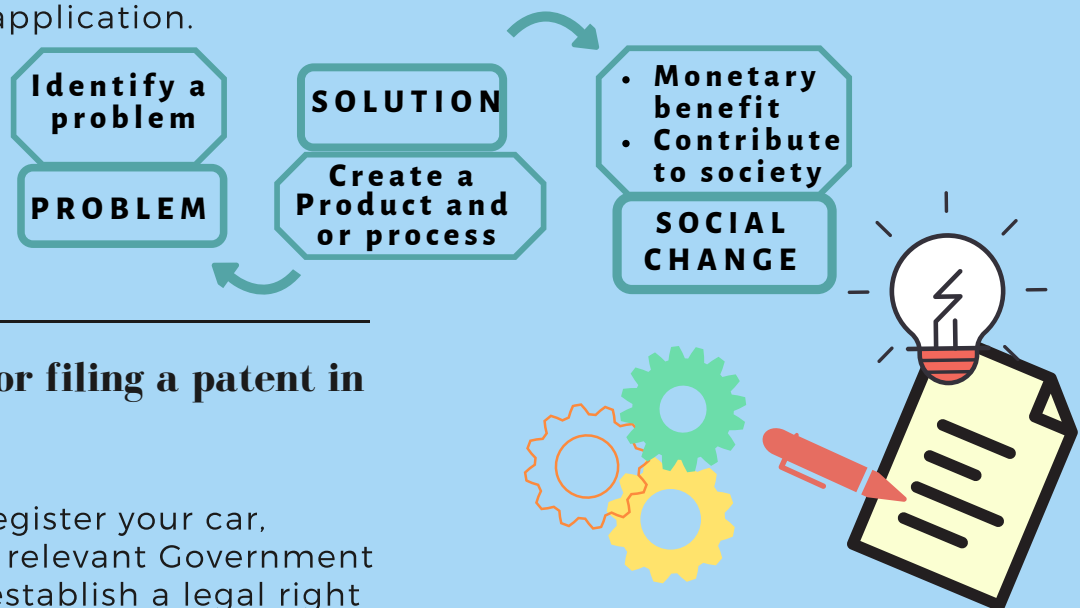 application.
Identify a
problem
PROBLEM
SOLUTION
Create a
Product and
or process
• Monetary
benefit
• Contribute
to society
SOCIAL
CHANGE
or filing a patent in
egister your car,
relevant Government
establish a legal right